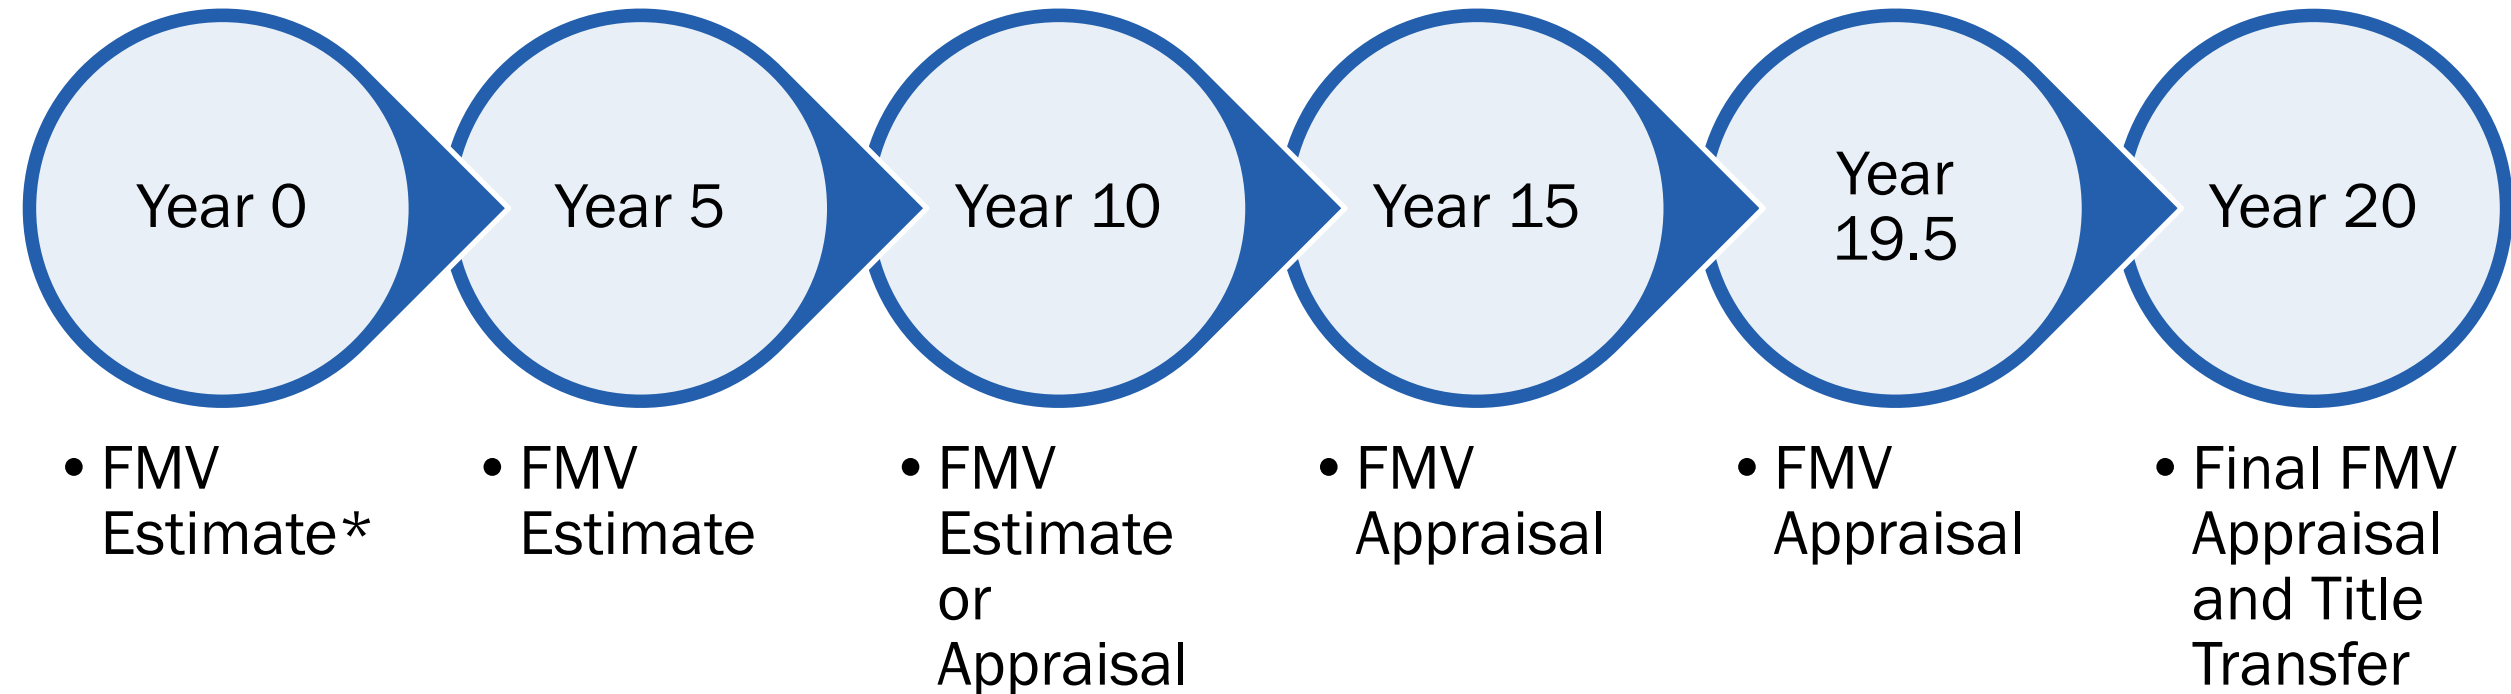 Year 0
Year 5
Year 10
Year 15
Year
19.5
Year 20
• FMV
Estimate*
• FMV
Estimate
• FMV
Estimate
or
Appraisal
• FMV
Appraisal
• FMV
Appraisal
• Final FMV
Appraisal
and Title
Transfer